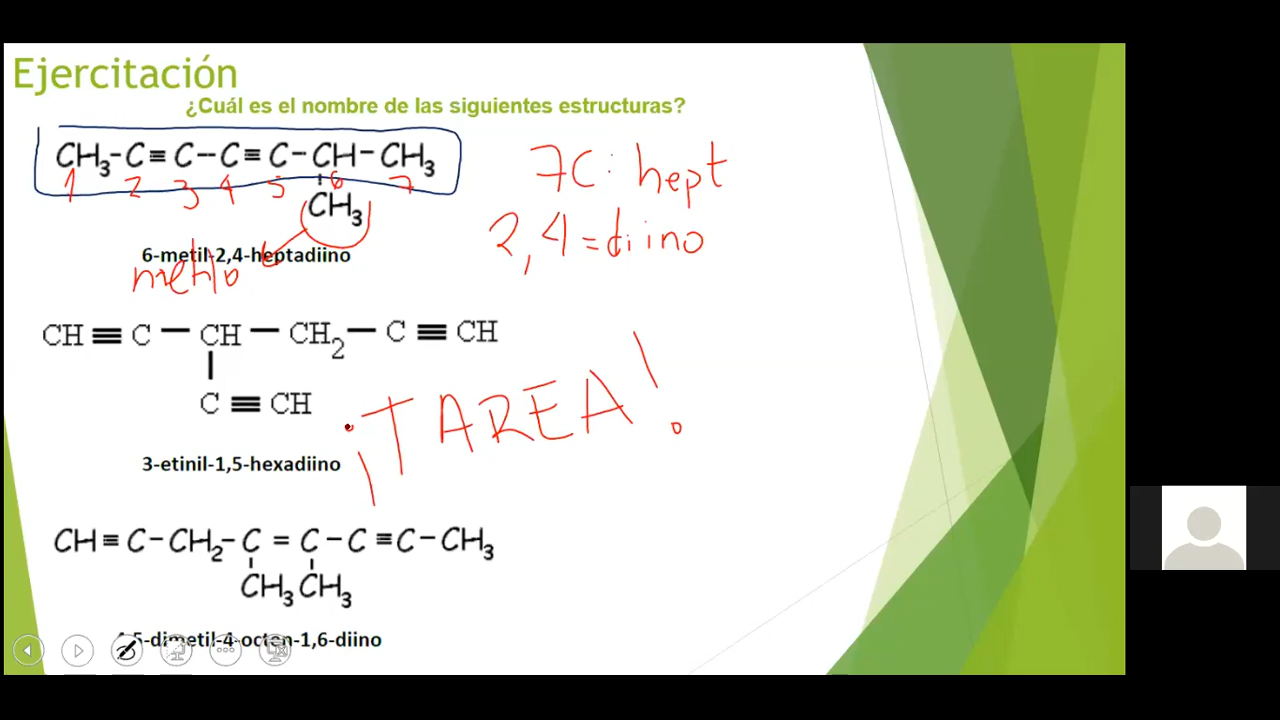 Ejercitación
¿Cuál es el nombre de las siguientes estructuras?
CH3-C≡C-C≡C-CH-CH3
1 2 3 4 5 6 7
CH3
7C: hept
2,4=diino
6-metil-2,4-heptadiino
metilo
CH≡C-CH-CH2-C≡CH
C≡CH
¡TAREA!
3-etinil-1,5-hexadiino
CH≡C-CH2-C=C-C≡C-CH3
CH3 CH3
4,5-dimetil-4-octen-1,6-diino